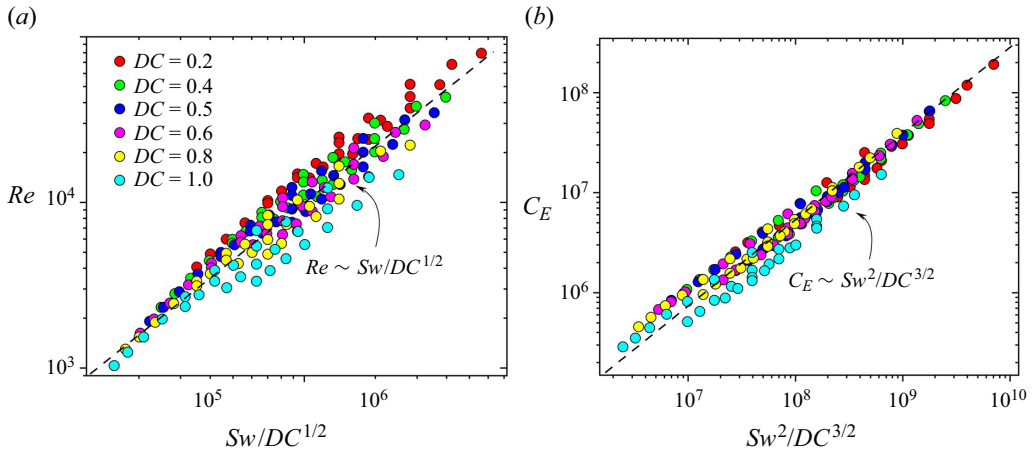 (a)
DC = 0.2
DC = 0.4
DC = 0.5
DC = 0.6
DC = 0.8
DC = 1.0
Re
10^4
10^3
Re ~ Sw/DC^{1/2}
10^5
10^6
Sw/DC^{1/2}
(b)
10^8
10^7
10^6
C_E
C_E ~ Sw^2/DC^{3/2}
10^7
10^8
10^9
10^{10}
Sw^2/DC^{3/2}